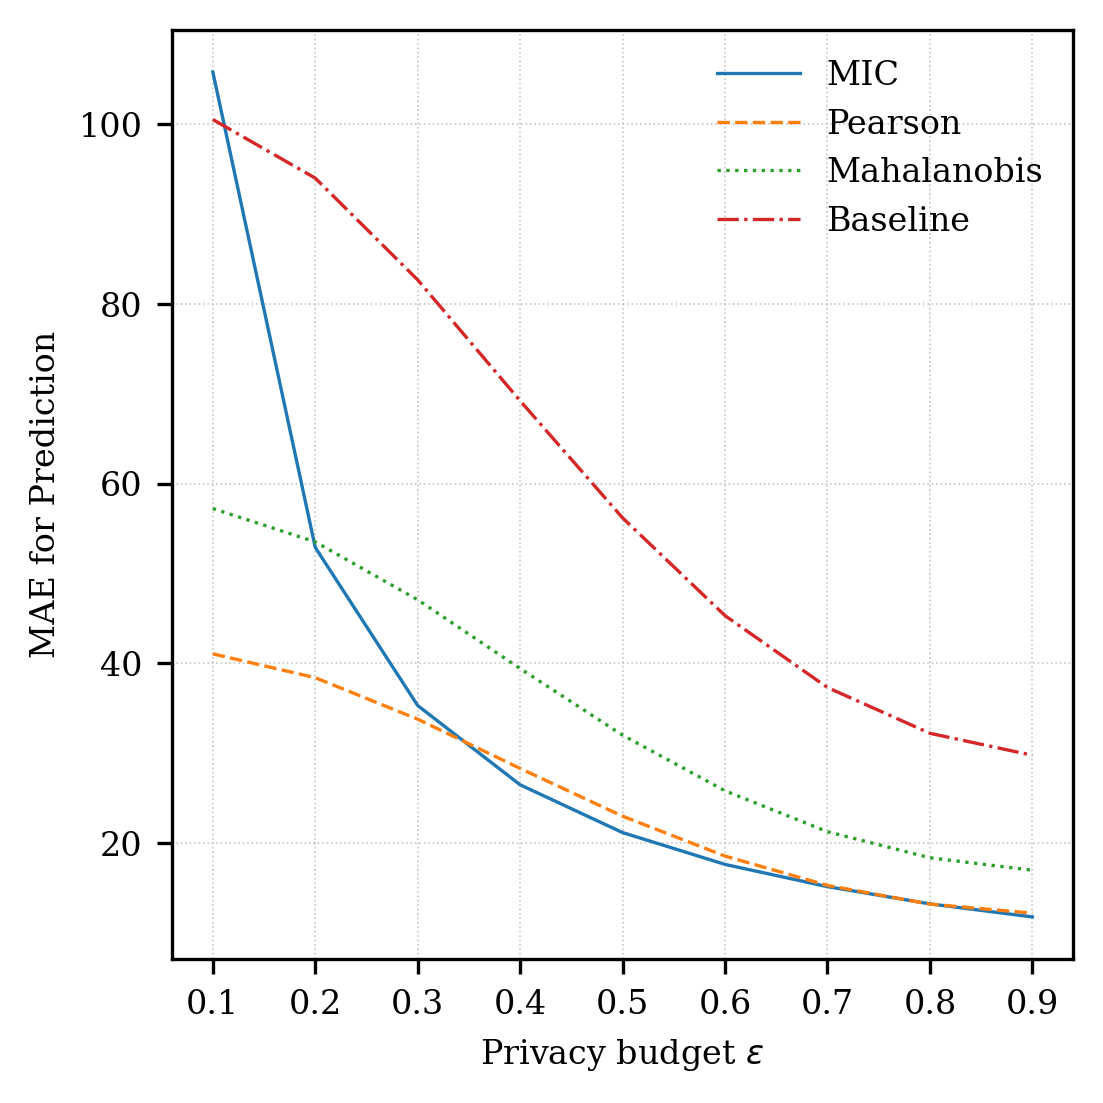 MIC
Pearson
Mahalanobis
Baseline
100
80
60
40
20
MAE for Prediction
0.1 0.2 0.3 0.4 0.5 0.6 0.7 0.8 0.9
Privacy budget ε